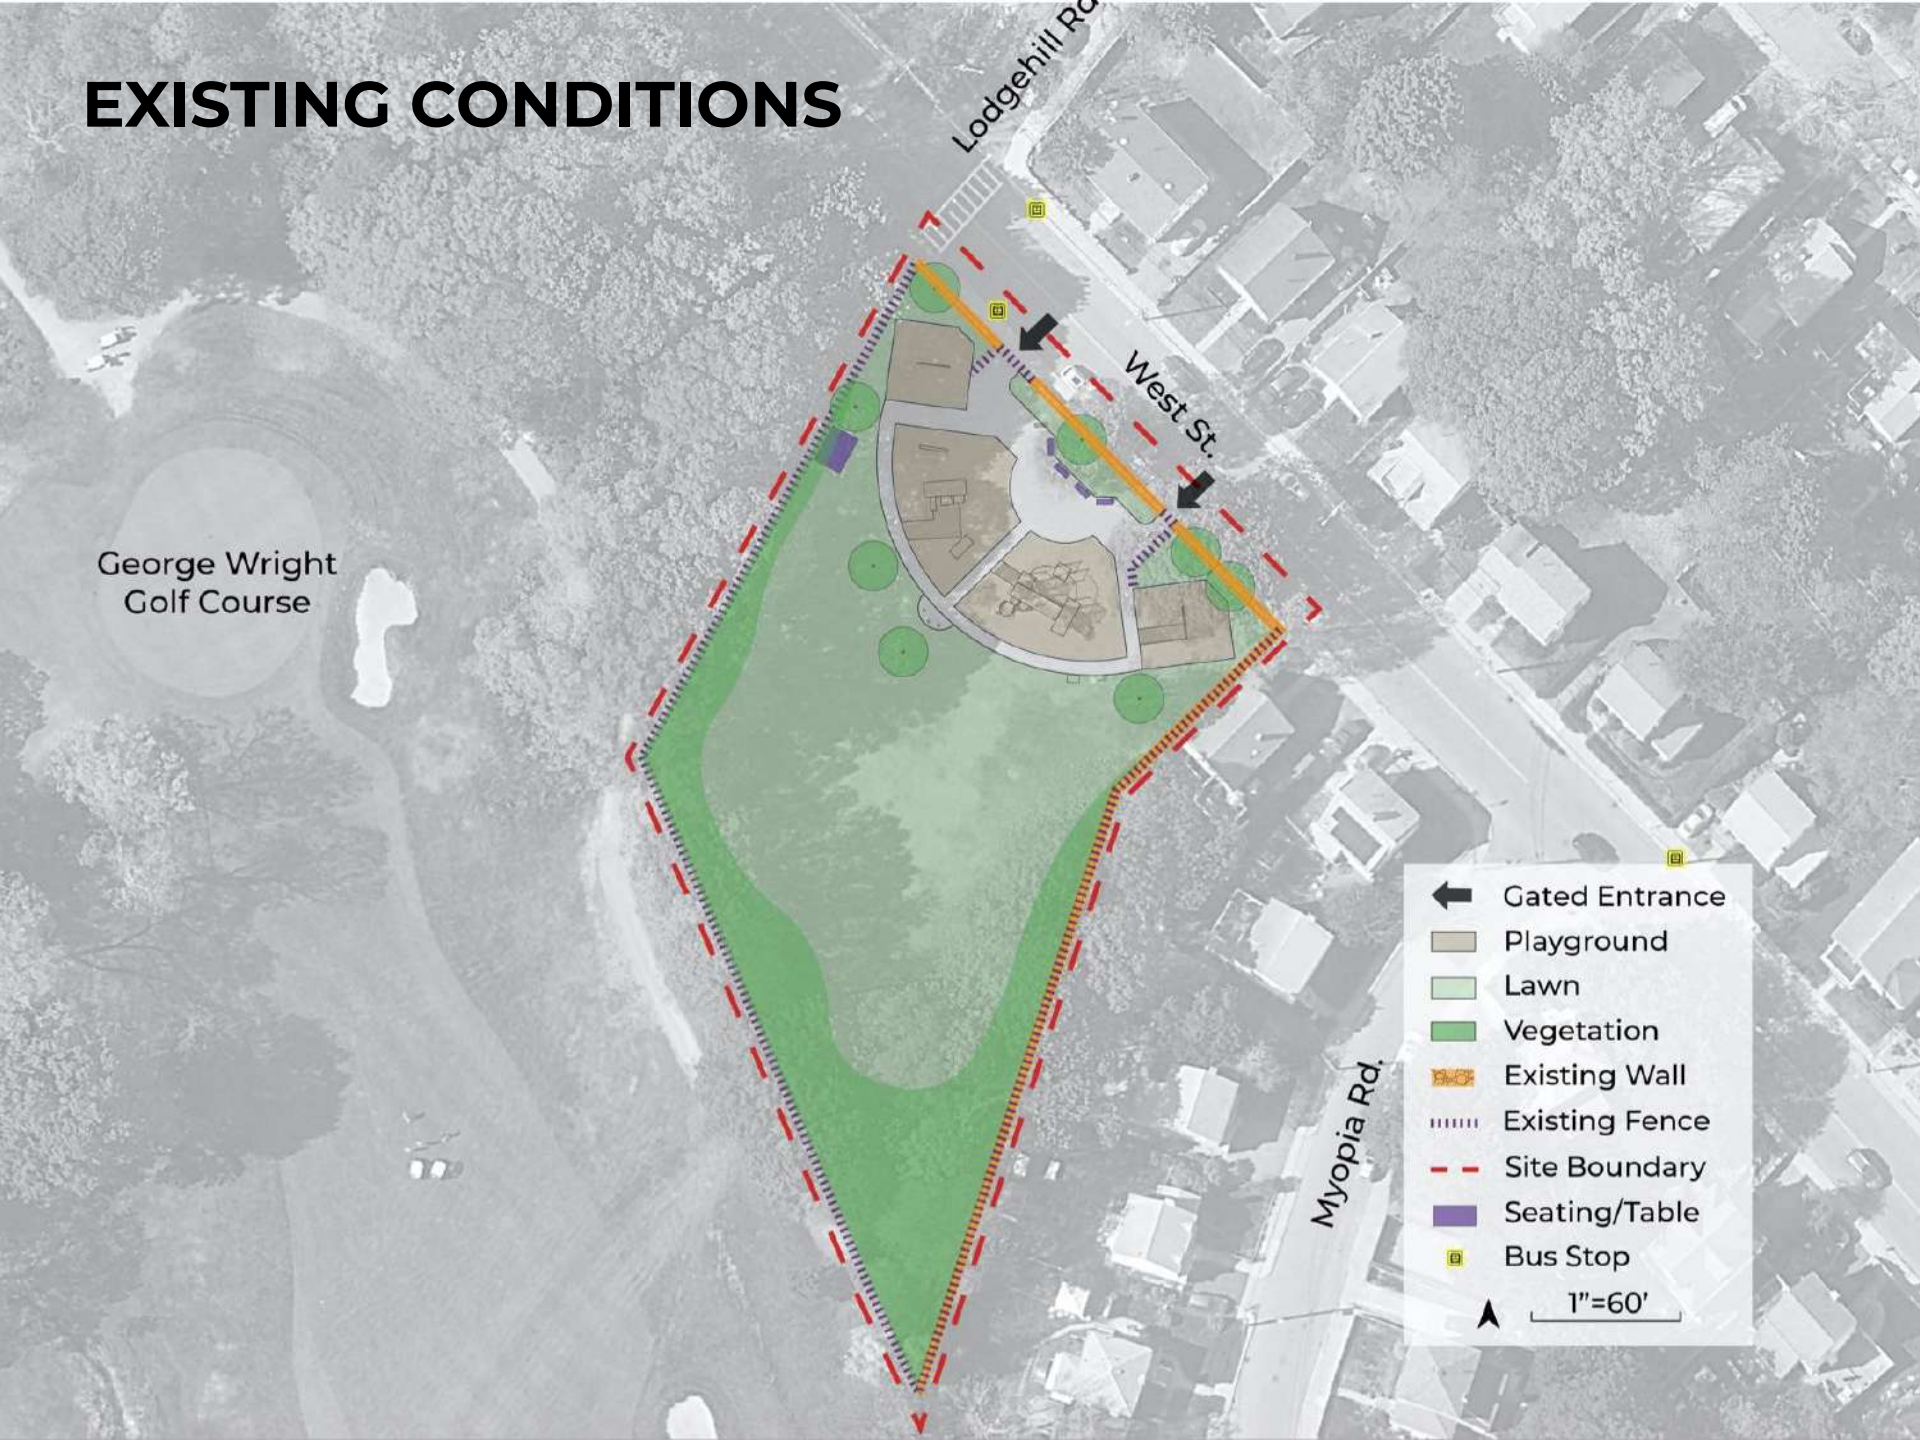 EXISTING CONDITIONS
Lodgehill Rd
West St.
George Wright
Golf Course
Myopia Rd.
Gated Entrance
Playground
Lawn
Vegetation
Existing Wall
Existing Fence
Site Boundary
Seating/Table
Bus Stop
1”=60’